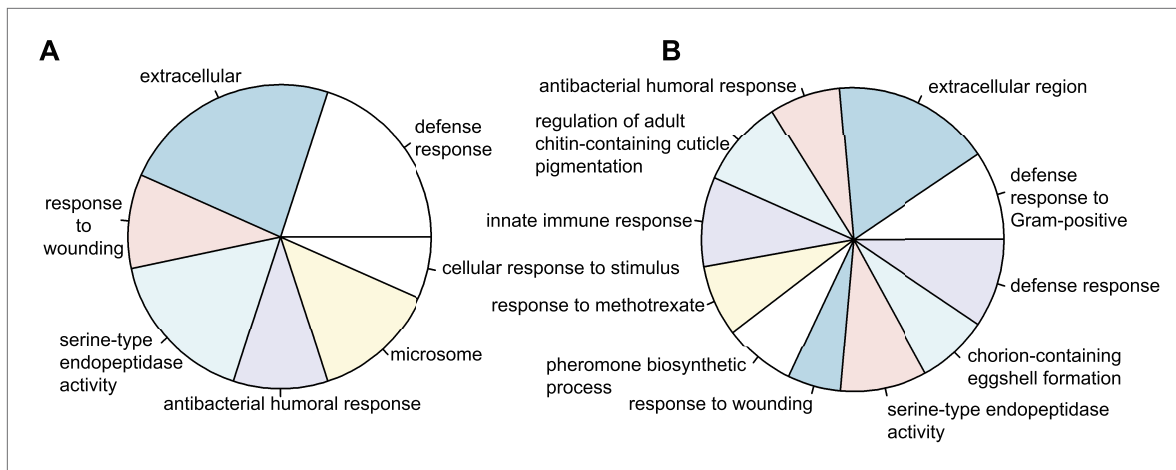 A
extracellular
defense
response
response
to
wounding
cellular response to stimulus
serine-type
endopeptidase
activity
microsome
antibacterial humoral response
B
antibacterial humoral response
extracellular region
regulation of adult
chitin-containing cuticle
pigmentation
defense
response to
Gram-positive
innate immune response
defense response
response to methotrexate
chorion-containing
eggshell formation
pheromone biosynthetic
process
response to wounding
serine-type endopeptidase
activity